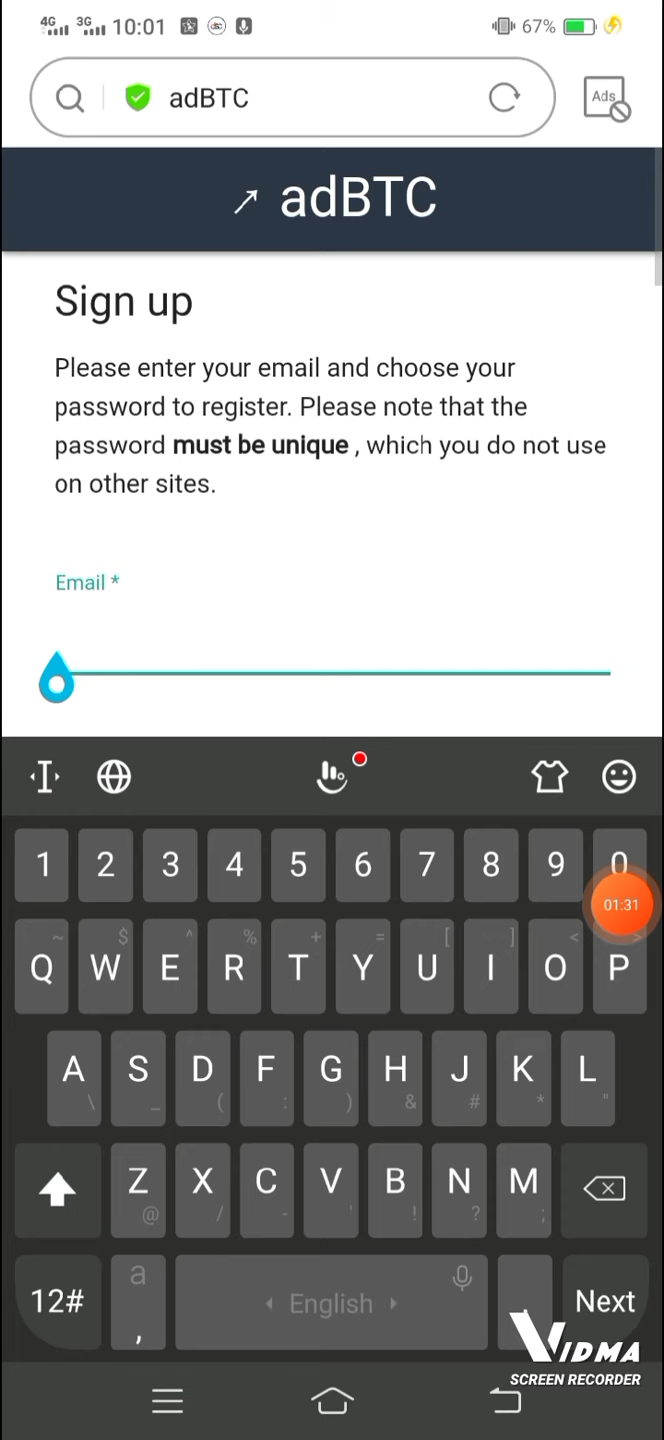 4G 3G 10:01 67%
adBTC Ads
↗ adBTC
Sign up
Please enter your email and choose your
password to register. Please note that the
password must be unique , which you do not use
on other sites.
Email *
1 2 3 4 5 6 7 8 9 0
01:31
~ $ ^ % + = [ ] < >
Q W E R T Y U I O P
A S D F G H J K L
\ _ ( : ) & # * "
Z X C V B N M
@ / - ' ! ? ;
12# a , English Next
VIDMA
SCREEN RECORDER